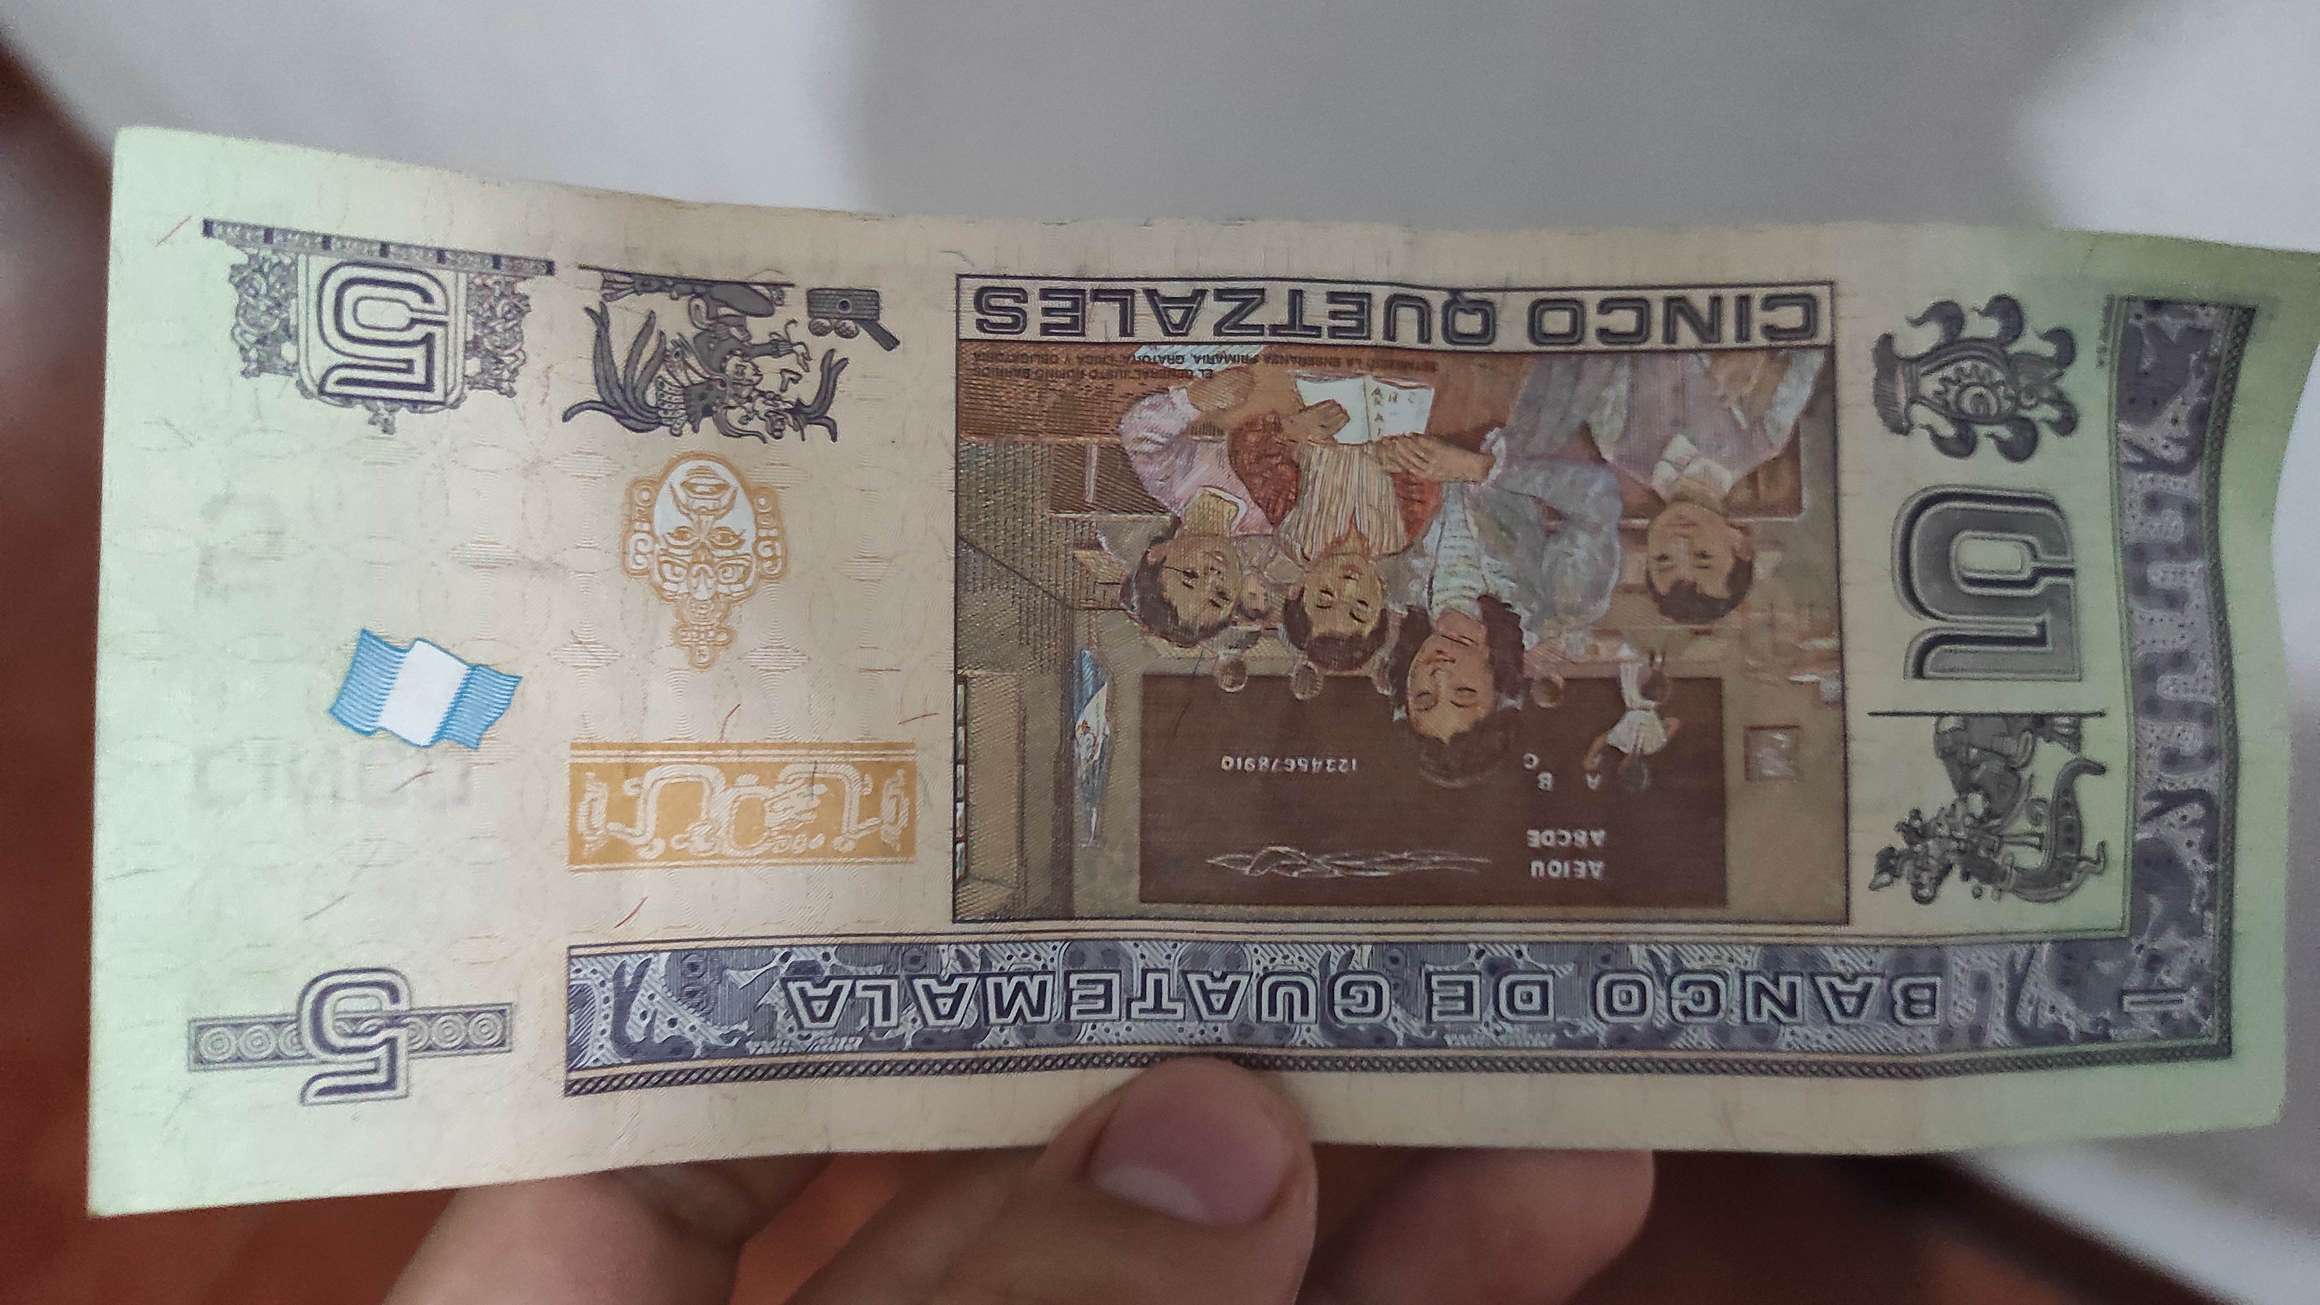 BANCO DE GUATEMALA
5
5
AEIOU
ABCDE
A
B
C
12345678910
5
EL GENERAL JUSTO RUFINO BARRIOS
ESTABLECIO LA ENSEÑANZA PRIMARIA, GRATUITA, LAICA Y OBLIGATORIA
CINCO QUETZALES